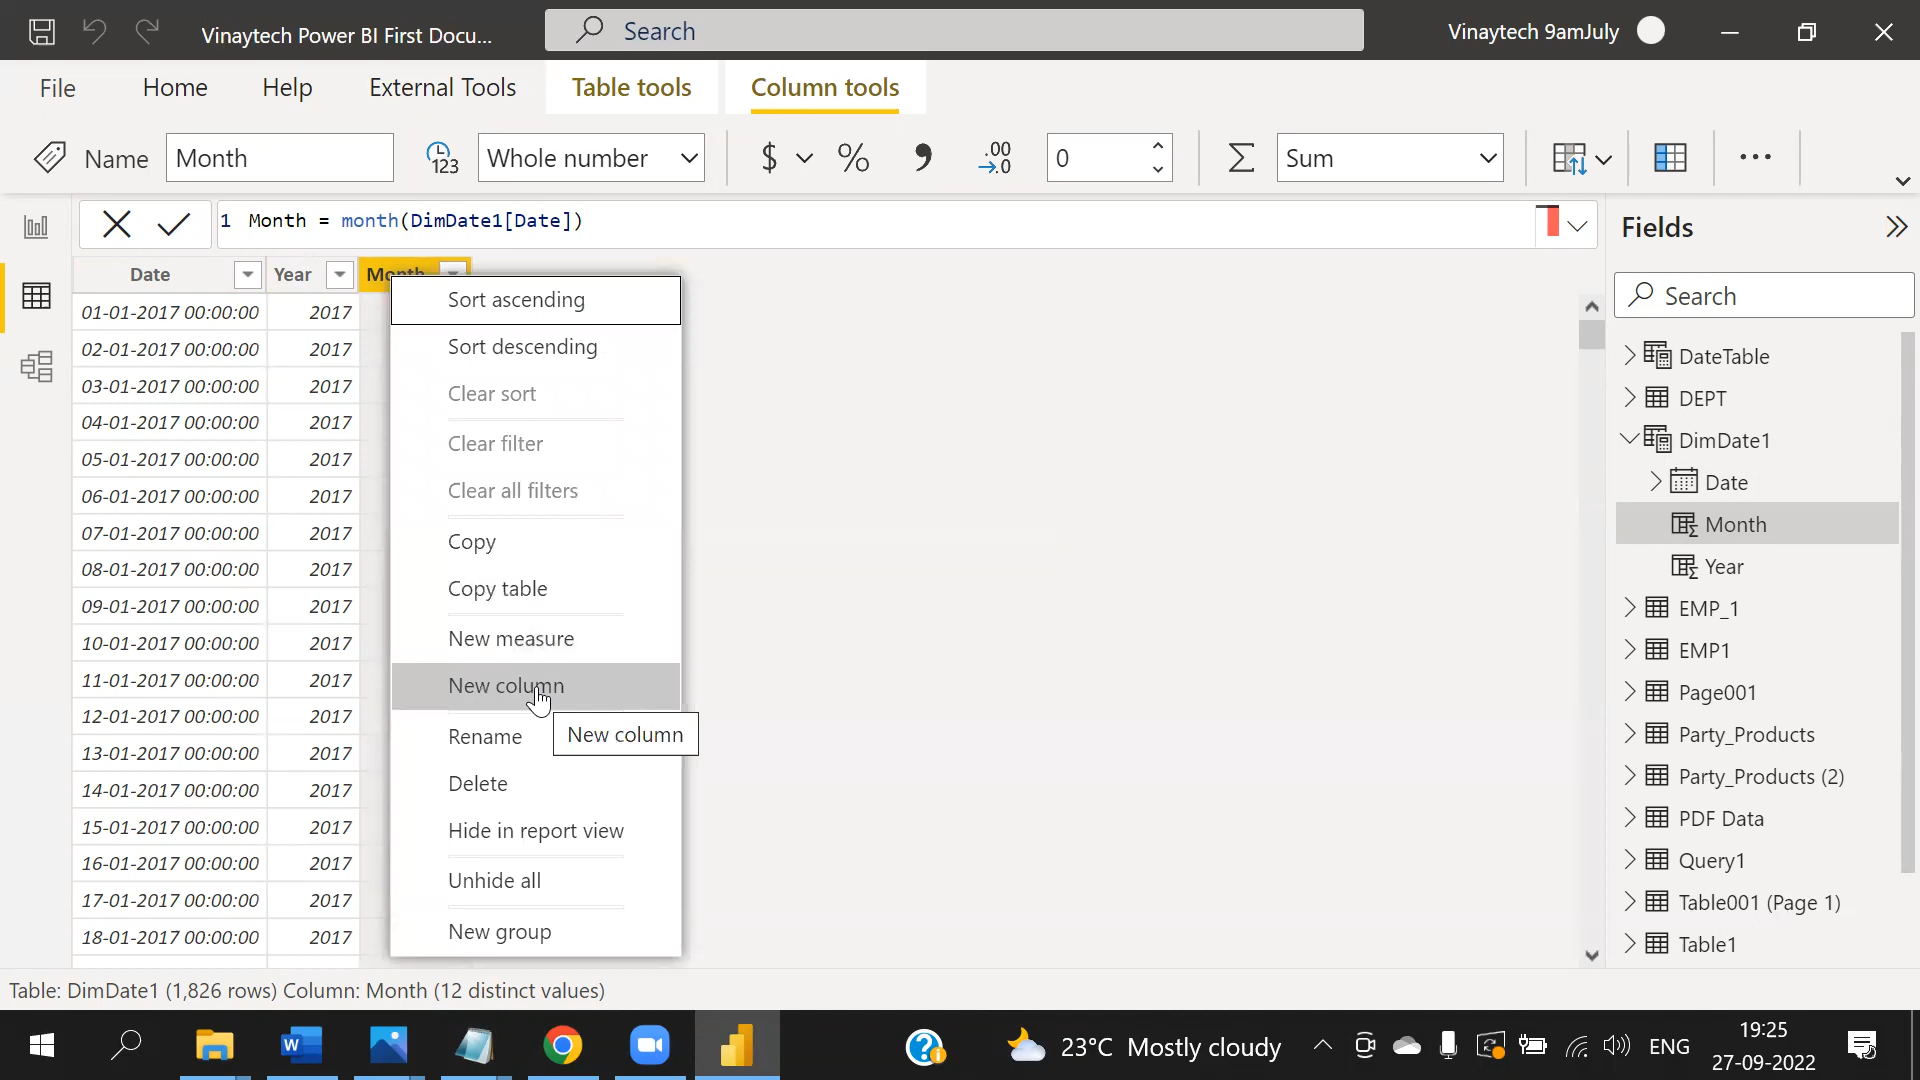 Vinaytech Power BI First Docu...
Search
Vinaytech 9amJuly
File
Home
Help
External Tools
Table tools
Column tools
Name
Month
123
Whole number
$
%
,
.00
.0
0
Sum
1 Month = month(DimDate1[Date])
Date
Year
Month
01-01-2017 00:00:00 2017
02-01-2017 00:00:00 2017
03-01-2017 00:00:00 2017
04-01-2017 00:00:00 2017
05-01-2017 00:00:00 2017
06-01-2017 00:00:00 2017
07-01-2017 00:00:00 2017
08-01-2017 00:00:00 2017
09-01-2017 00:00:00 2017
10-01-2017 00:00:00 2017
11-01-2017 00:00:00 2017
12-01-2017 00:00:00 2017
13-01-2017 00:00:00 2017
14-01-2017 00:00:00 2017
15-01-2017 00:00:00 2017
16-01-2017 00:00:00 2017
17-01-2017 00:00:00 2017
18-01-2017 00:00:00 2017
Sort ascending
Sort descending
Clear sort
Clear filter
Clear all filters
Copy
Copy table
New measure
New column
New column
Rename
Delete
Hide in report view
Unhide all
New group
Fields
Search
DateTable
DEPT
DimDate1
Date
Month
Year
EMP_1
EMP1
Page001
Party_Products
Party_Products (2)
PDF Data
Query1
Table001 (Page 1)
Table1
Table: DimDate1 (1,826 rows) Column: Month (12 distinct values)
23°C Mostly cloudy
ENG
19:25
27-09-2022